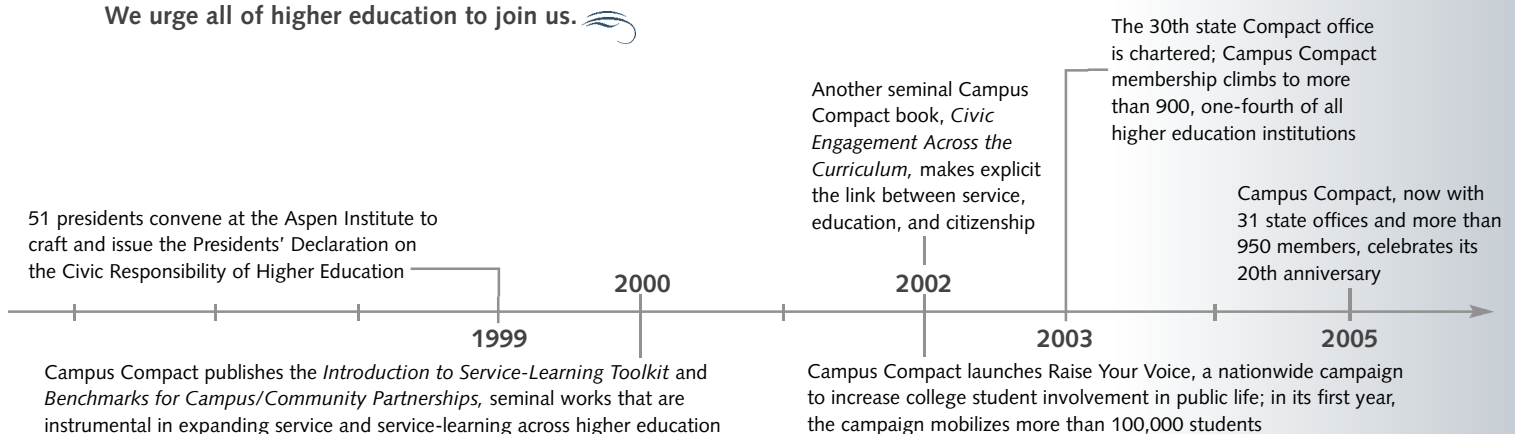 We urge all of higher education to join us.
51 presidents convene at the Aspen Institute to
craft and issue the Presidents’ Declaration on
the Civic Responsibility of Higher Education
1999
2000
Campus Compact publishes the Introduction to Service-Learning Toolkit and
Benchmarks for Campus/Community Partnerships, seminal works that are
instrumental in expanding service and service-learning across higher education
Another seminal Campus
Compact book, Civic
Engagement Across the
Curriculum, makes explicit
the link between service,
education, and citizenship
2002
Campus Compact launches Raise Your Voice, a nationwide campaign
to increase college student involvement in public life; in its first year,
the campaign mobilizes more than 100,000 students
The 30th state Compact office
is chartered; Campus Compact
membership climbs to more
than 900, one-fourth of all
higher education institutions
2003
Campus Compact, now with
31 state offices and more than
950 members, celebrates its
20th anniversary
2005